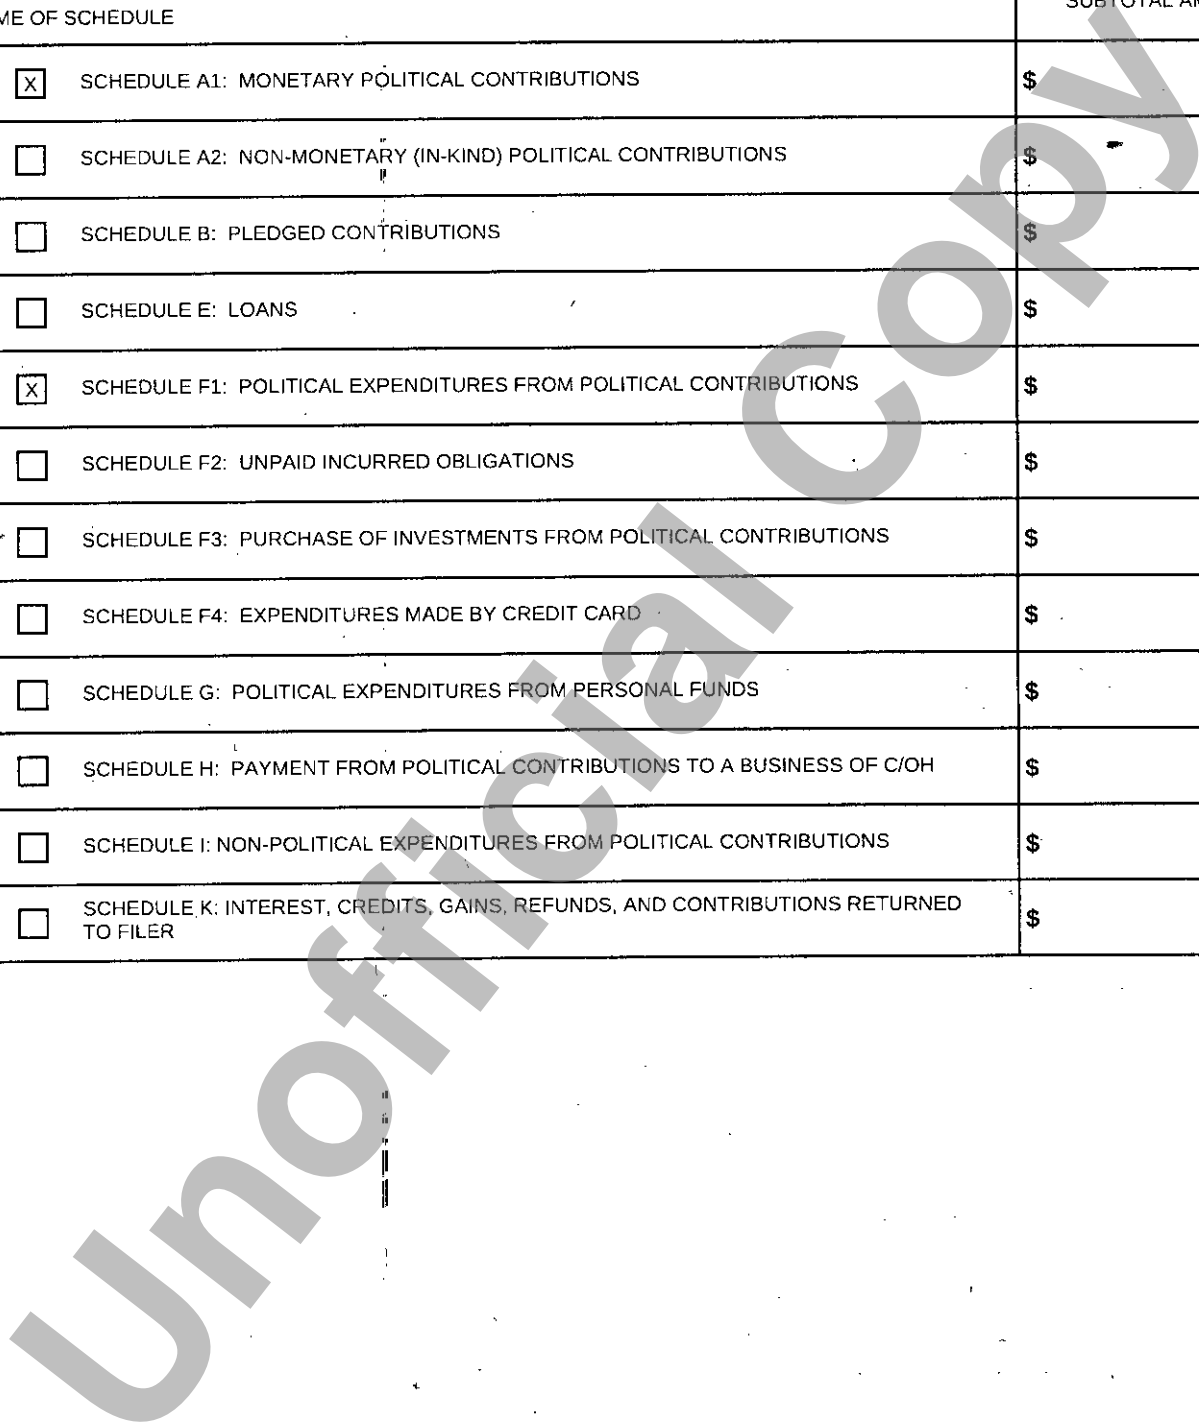 ME OF SCHEDULE
SUBTOTAL AM
X SCHEDULE A1: MONETARY POLITICAL CONTRIBUTIONS $
SCHEDULE A2: NON-MONETARY (IN-KIND) POLITICAL CONTRIBUTIONS $
SCHEDULE B: PLEDGED CONTRIBUTIONS $
SCHEDULE E: LOANS $
X SCHEDULE F1: POLITICAL EXPENDITURES FROM POLITICAL CONTRIBUTIONS $
SCHEDULE F2: UNPAID INCURRED OBLIGATIONS $
SCHEDULE F3: PURCHASE OF INVESTMENTS FROM POLITICAL CONTRIBUTIONS $
SCHEDULE F4: EXPENDITURES MADE BY CREDIT CARD $
SCHEDULE G: POLITICAL EXPENDITURES FROM PERSONAL FUNDS $
SCHEDULE H: PAYMENT FROM POLITICAL CONTRIBUTIONS TO A BUSINESS OF C/OH $
SCHEDULE I: NON-POLITICAL EXPENDITURES FROM POLITICAL CONTRIBUTIONS $
SCHEDULE K: INTEREST, CREDITS, GAINS, REFUNDS, AND CONTRIBUTIONS RETURNED
TO FILER $
Unofficial Copy